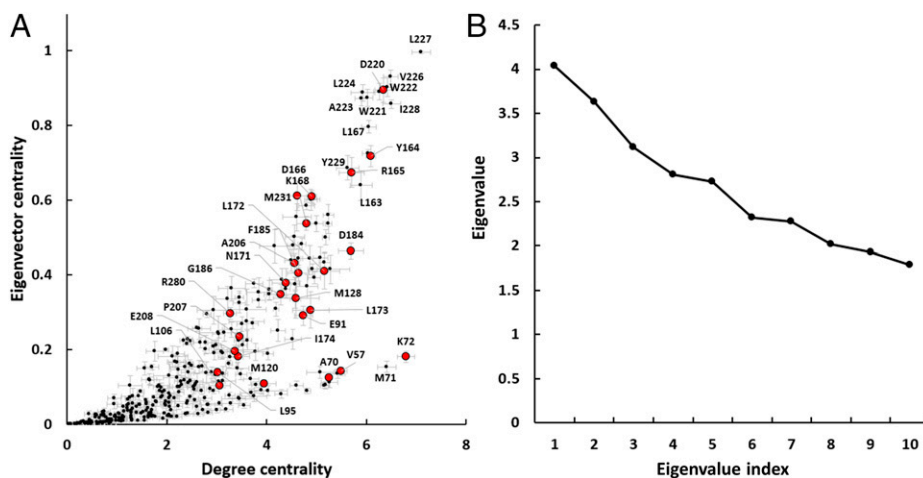 A
B
Eigenvector centrality
1
0.8
0.6
0.4
0.2
0
0
2
4
6
8
Degree centrality
L227
D220
V226
L224
W222
A223
W221
I228
L167
Y164
Y229
R165
D166
K168
L163
M231
L172
F185
D184
A206
N171
G186
M128
R280
L173
P207
E91
E208
I174
L106
K72
V57
A70
M120
M71
L95
Eigenvalue
4.5
4
3.5
3
2.5
2
1.5
1
0.5
0
1 2 3 4 5 6 7 8 9 10
Eigenvalue index